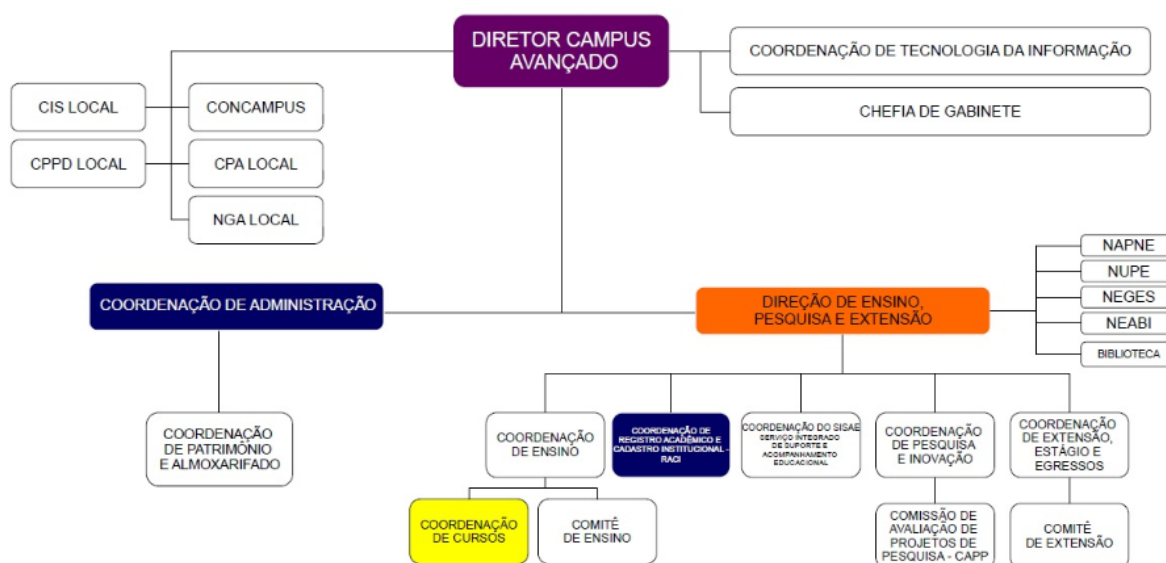 DIRETOR CAMPUS
AVANÇADO
COORDENAÇÃO DE TECNOLOGIA DA INFORMAÇÃO
CHEFIA DE GABINETE
CIS LOCAL
CONCAMPUS
CPPD LOCAL
CPA LOCAL
NGA LOCAL
COORDENAÇÃO DE ADMINISTRAÇÃO
DIREÇÃO DE ENSINO,
PESQUISA E EXTENSÃO
NAPNE
NUPE
NEGES
NEABI
BIBLIOTECA
COORDENAÇÃO
DE PATRIMÔNIO
E ALMOXARIFADO
COORDENAÇÃO
DE ENSINO
COORDENAÇÃO DE
REGISTRO ACADÊMICO E
CADASTRO INSTITUCIONAL -
RACI
COORDENAÇÃO DO SISAE
SERVIÇO INTEGRADO
DE SUPORTE E
ACOMPANHAMENTO
EDUCACIONAL
COORDENAÇÃO
DE PESQUISA
E INOVAÇÃO
COORDENAÇÃO
DE EXTENSÃO,
ESTÁGIO E
EGRESSOS
COORDENAÇÃO
DE CURSOS
COMITÊ
DE ENSINO
COMISSÃO DE
AVALIAÇÃO DE
PROJETOS DE
PESQUISA - CAPP
COMITÊ
DE EXTENSÃO